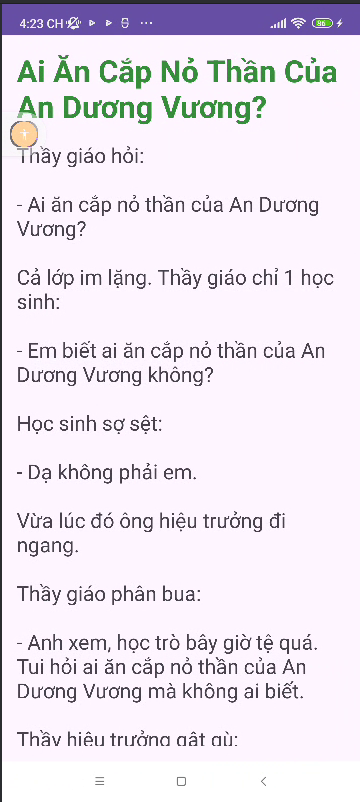 4:23 CH
86
Ai Ăn Cắp Nỏ Thần Của
An Dương Vương?
Thầy giáo hỏi:
- Ai ăn cắp nỏ thần của An Dương
Vương?
Cả lớp im lặng. Thầy giáo chỉ 1 học
sinh:
- Em biết ai ăn cắp nỏ thần của An
Dương Vương không?
Học sinh sợ sệt:
- Dạ không phải em.
Vừa lúc đó ông hiệu trưởng đi
ngang.
Thầy giáo phân bua:
- Anh xem, học trò bây giờ tệ quá.
Tui hỏi ai ăn cắp nỏ thần của An
Dương Vương mà không ai biết.
Thầy hiệu trưởng gật gù: